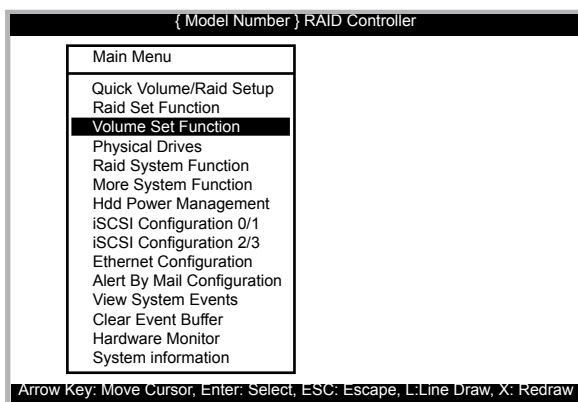 { Model Number } RAID Controller
Main Menu
Quick Volume/Raid Setup
Raid Set Function
Volume Set Function
Physical Drives
Raid System Function
More System Function
Hdd Power Management
iSCSI Configuration 0/1
iSCSI Configuration 2/3
Ethernet Configuration
Alert By Mail Configuration
View System Events
Clear Event Buffer
Hardware Monitor
System information
Arrow Key: Move Cursor, Enter: Select, ESC: Escape, L:Line Draw, X: Redraw